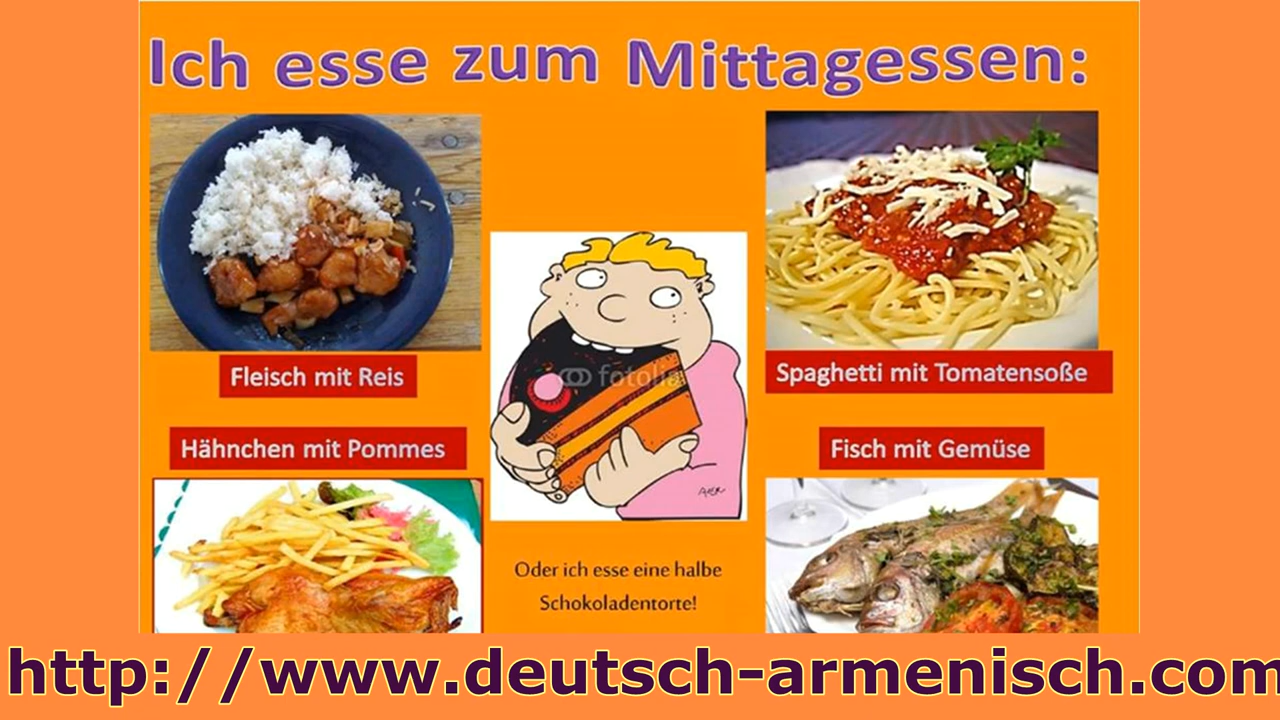 Ich esse zum Mittagessen:
Fleisch mit Reis
Spaghetti mit Tomatensoße
fotolia
Hähnchen mit Pommes
Fisch mit Gemüse
Oder ich esse eine halbe
Schokoladentorte!
http://www.deutsch-armenisch.com